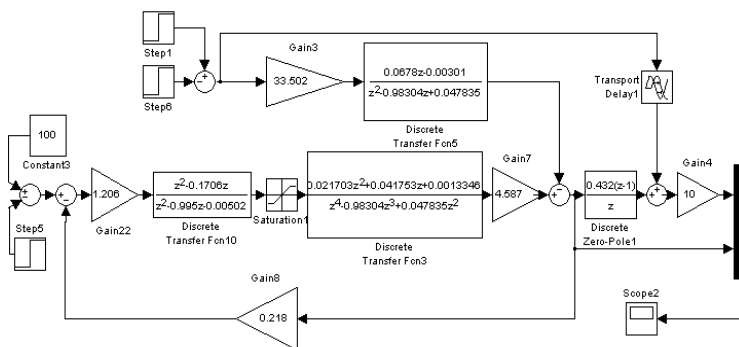 Step1
Step6
Gain3
33.502
0.0678z-0.00301
z2-0.98304z+0.047835
Discrete
Transfer Fcn5
Transport
Delay1
100
Constant3
Step5
1.206
Gain22
z2-0.1706z
z2-0.995z-0.00502
Discrete
Transfer Fcn10
Saturation1
0.021703z2+0.041753z+0.0013346
z4-0.98304z3+0.047835z2
Discrete
Transfer Fcn3
Gain7
4.587
0.432(z-1)
z
Discrete
Zero-Pole1
Gain4
10
Gain8
0.218
Scope2